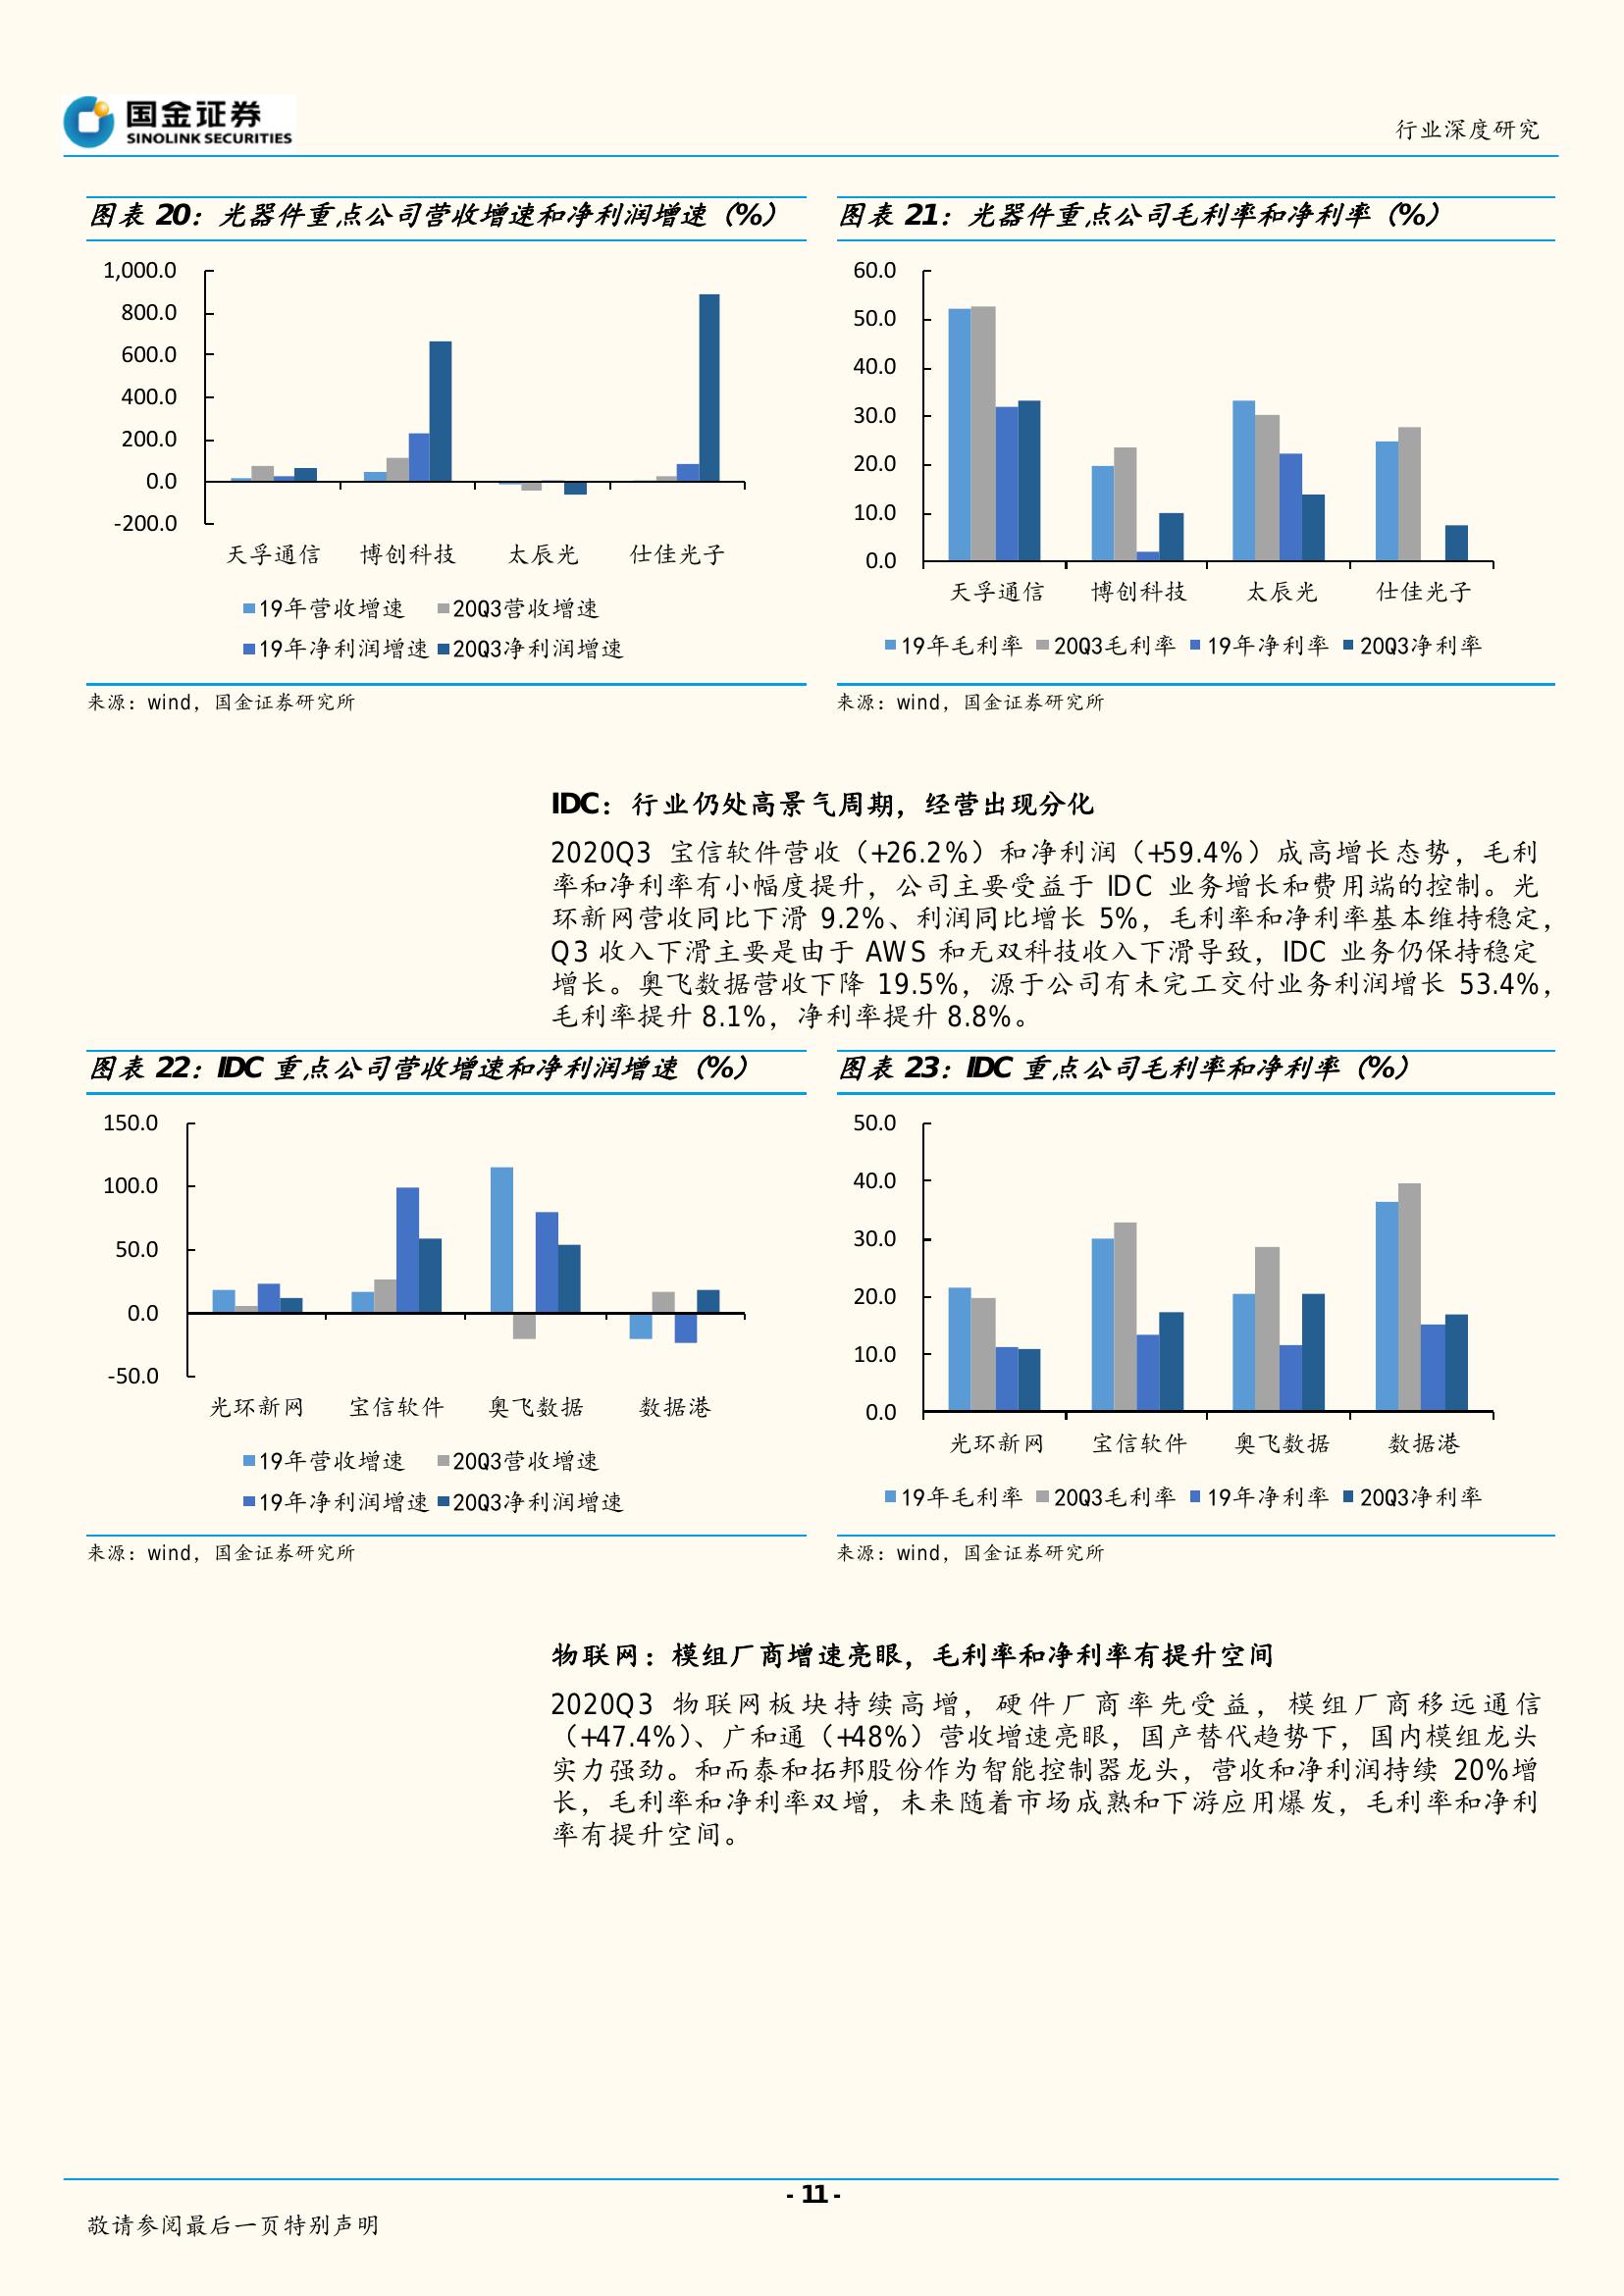 国金证券
SINOLINK SECURITIES
行业深度研究
图表 20：光器件重点公司营收增速和净利润增速（%）
1,000.0
800.0
600.0
400.0
200.0
0.0
-200.0
天孚通信 博创科技 太辰光 仕佳光子
19年营收增速 20Q3营收增速
19年净利润增速 20Q3净利润增速
来源：wind，国金证券研究所
图表 21：光器件重点公司毛利率和净利率（%）
60.0
50.0
40.0
30.0
20.0
10.0
0.0
天孚通信 博创科技 太辰光 仕佳光子
19年毛利率 20Q3毛利率 19年净利率 20Q3净利率
来源：wind，国金证券研究所
IDC：行业仍处高景气周期，经营出现分化
2020Q3 宝信软件营收（+26.2%）和净利润（+59.4%）成高增长态势，毛利
率和净利率有小幅度提升，公司主要受益于 IDC 业务增长和费用端的控制。光
环新网营收同比下滑 9.2%、利润同比增长 5%，毛利率和净利率基本维持稳定，
Q3 收入下滑主要是由于 AWS 和无双科技收入下滑导致，IDC 业务仍保持稳定
增长。奥飞数据营收下降 19.5%，源于公司有未完工交付业务利润增长 53.4%，
毛利率提升 8.1%，净利率提升 8.8%。
图表 22：IDC 重点公司营收增速和净利润增速（%）
150.0
100.0
50.0
0.0
-50.0
光环新网 宝信软件 奥飞数据 数据港
19年营收增速 20Q3营收增速
19年净利润增速 20Q3净利润增速
来源：wind，国金证券研究所
图表 23：IDC 重点公司毛利率和净利率（%）
50.0
40.0
30.0
20.0
10.0
0.0
光环新网 宝信软件 奥飞数据 数据港
19年毛利率 20Q3毛利率 19年净利率 20Q3净利率
来源：wind，国金证券研究所
物联网：模组厂商增速亮眼，毛利率和净利率有提升空间
2020Q3 物联网板块持续高增，硬件厂商率先受益，模组厂商移远通信
（+47.4%）、广和通（+48%）营收增速亮眼，国产替代趋势下，国内模组龙头
实力强劲。和而泰和拓邦股份作为智能控制器龙头，营收和净利润持续 20%增
长，毛利率和净利率双增，未来随着市场成熟和下游应用爆发，毛利率和净利
率有提升空间。
- 11 -
敬请参阅最后一页特别声明